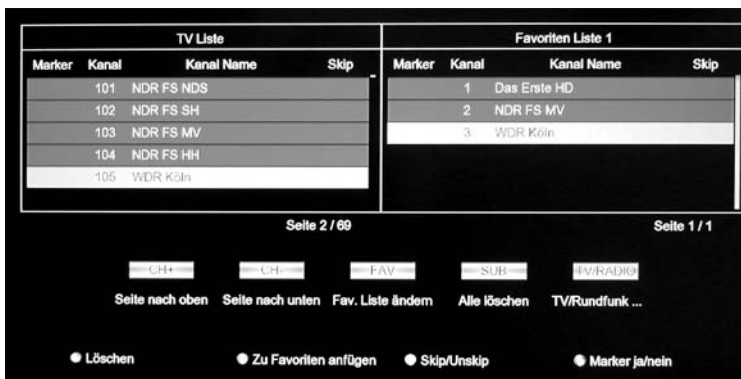 TV Liste
Marker Kanal Kanal Name Skip
101 NDR FS NDS
102 NDR FS SH
103 NDR FS MV
104 NDR FS HH
105 WDR Köln
Seite 2 / 69
Favoriten Liste 1
Marker Kanal Kanal Name Skip
1 Das Erste HD
2 NDR FS MV
3 WDR Köln
Seite 1 / 1
CH+ CH- FAV SUB TV/RADIO
Seite nach oben Seite nach unten Fav. Liste ändern Alle löschen TV/Rundfunk ...
Löschen Zu Favoriten anfügen Skip/Unskip Marker ja/nein